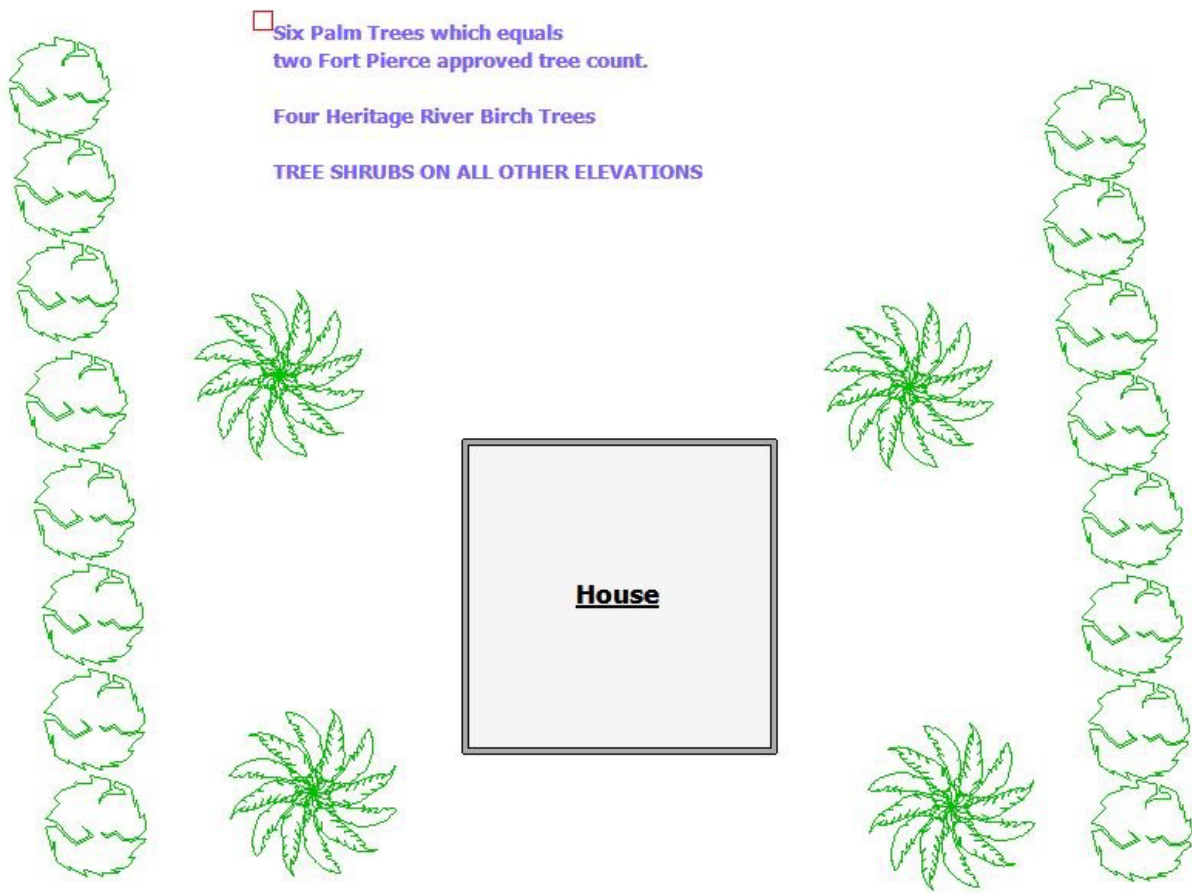 Six Palm Trees which equals
two Fort Pierce approved tree count.
Four Heritage River Birch Trees
TREE SHRUBS ON ALL OTHER ELEVATIONS
House